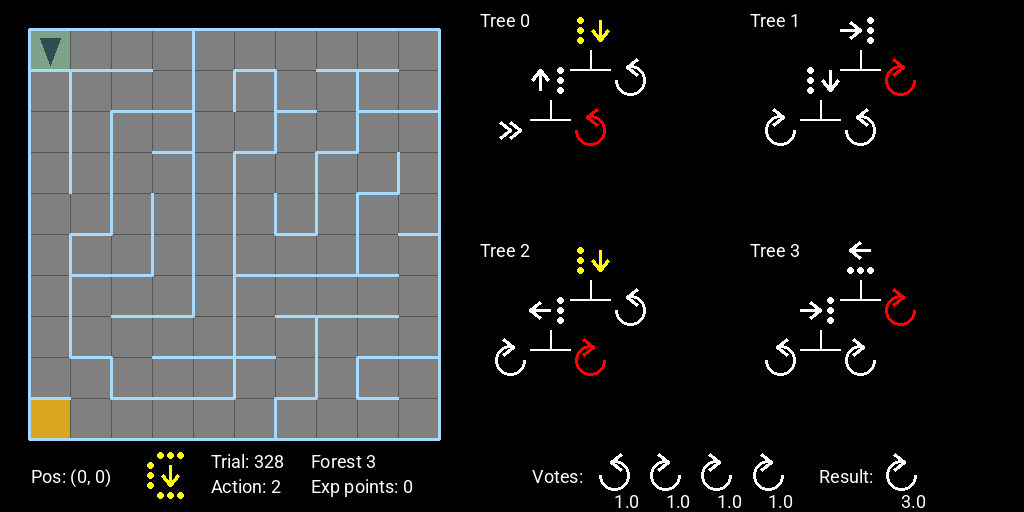 Tree 0
Tree 1
Tree 2
Tree 3
Pos: (0, 0)
Trial: 328
Forest 3
Action: 2
Exp points: 0
Votes:
1.0
1.0
1.0
1.0
Result:
3.0